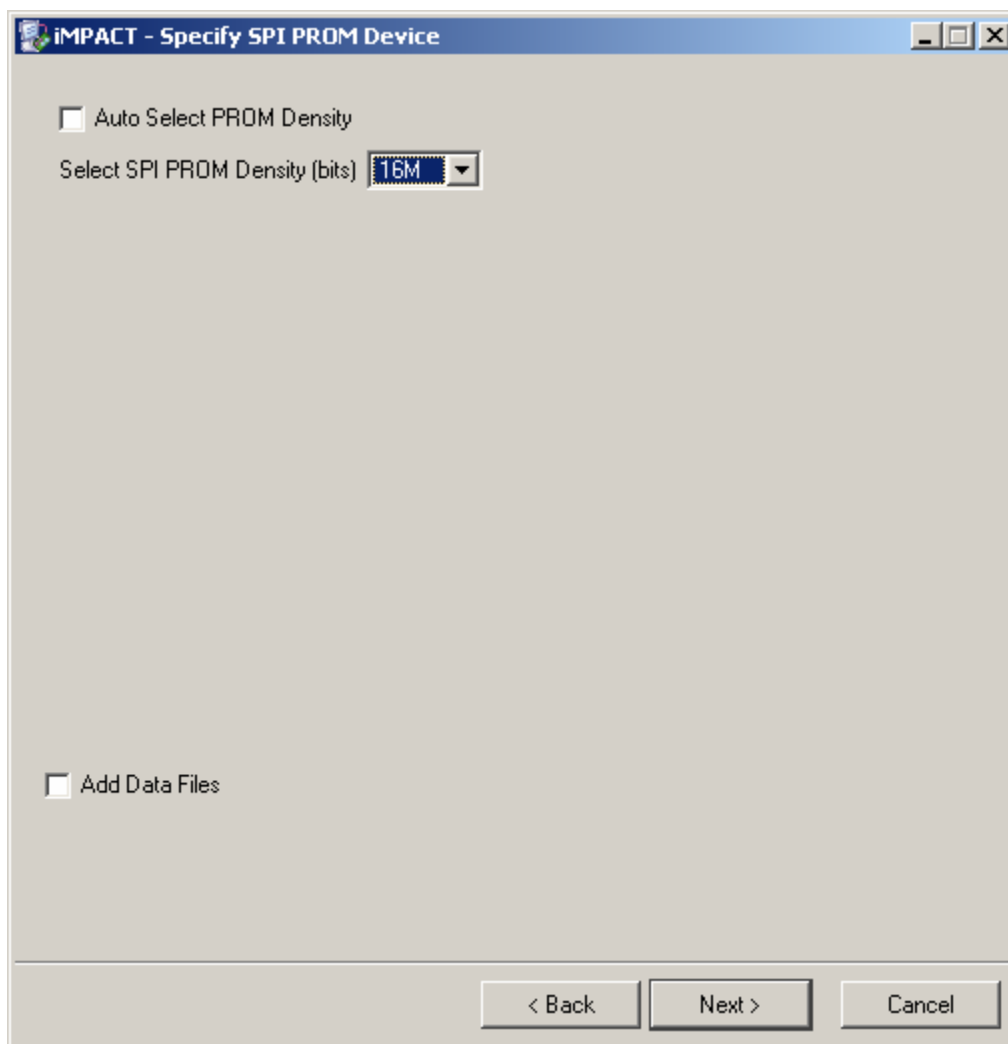 iMPACT - Specify SPI PROM Device
Auto Select PROM Density
Select SPI PROM Density (bits) 16M
Add Data Files
< Back Next > Cancel